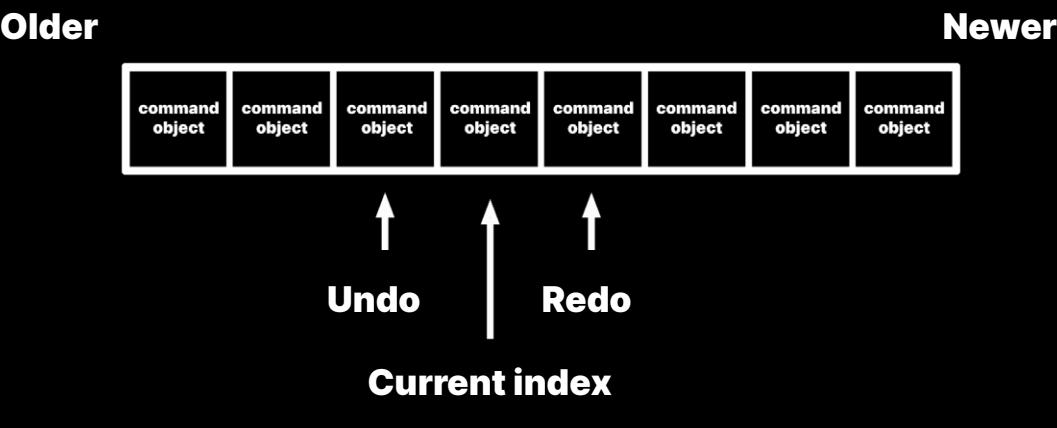 Older
Newer
command
object
command
object
command
object
command
object
command
object
command
object
command
object
command
object
Undo
Redo
Current index